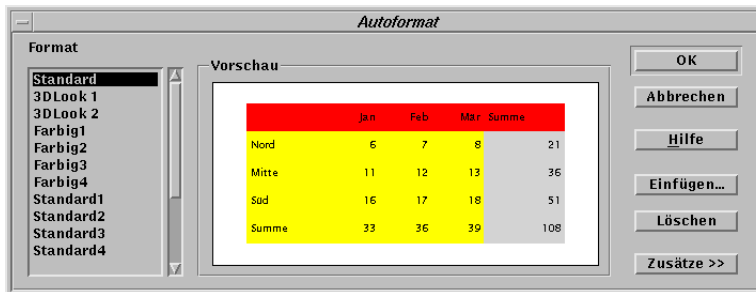 Autoformat
Format
Standard
3DLook 1
3DLook 2
Farbig1
Farbig2
Farbig3
Farbig4
Standard1
Standard2
Standard3
Standard4
Vorschau
Jan Feb Mär Summe
Nord 6 7 8 21
Mitte 11 12 13 36
Süd 16 17 18 51
Summe 33 36 39 108
OK
Abbrechen
Hilfe
Einfügen...
Löschen
Zusätze >>